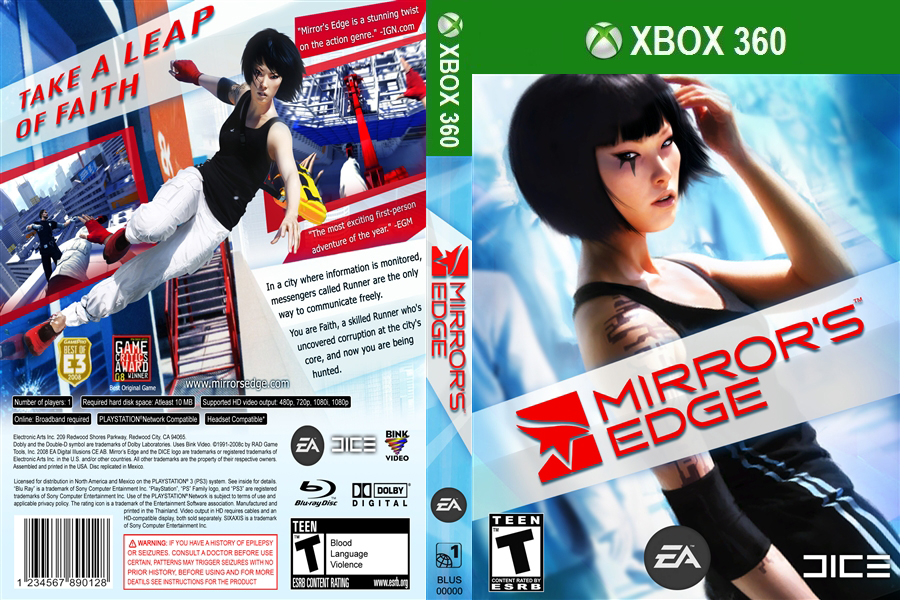 TAKE A LEAP
OF FAITH
"Mirror's Edge is a stunning twist
on the action genre." -IGN.com
"The most exciting first-person
adventure of the year." -EGM
In a city where information is monitored,
messengers called Runner are the only
way to communicate freely.
You are Faith, a skilled Runner who's
uncovered corruption at the city's
core, and now you are being
hunted.
GAMEPRO
BEST OF
E3
2008
GAME
CRITICS
AWARD
08 WINNER
Best Original Game
www.mirrorsedge.com
Number of players: 1
Required hard disk space: Atleast 10 MB
Supported HD video output: 480p, 720p, 1080i, 1080p
Online: Broadband required
PLAYSTATION®Network Compatible
Headset Compatible*
Electronic Arts Inc. 209 Redwood Shores Parkway, Redwood City, CA 94065.
Dolby and the Double-D symbol are trademarks of Dolby Laboratories. Uses Bink Video. ©1991-2008c by RAD Game
Tools, Inc. 2008 EA Digital Illusions CE AB. Mirror's Edge and the DICE logo are trademarks or registered trademarks of
Electronic Arts Inc. in the U.S. and/or other countries. All other trademarks are the property of their respective owners.
Assembled and printed in the USA. Disc replicated in Mexico.
EA
DICE
BINK
VIDEO
Licensed for distribution in North America and Mexico on the PLAYSTATION® 3 (PS3) system. See inside for details.
"Blu Ray" is a trademark of Sony Computer Entertainment Inc. "PlayStation", "PS" Family logo, and "PS3" are registered
trademarks of Sony Computer Entertainment Inc. Use of the PLAYSTATION® Network is subject to terms of use and
applicable privacy policy. The rating icon is a trademark of the Entertainment Software association. Manufactured and
printed in the Thailand. Video output in HD requires cables and an
HD-compatible display, both sold separately. SIXAXIS is a trademark
of Sony Computer Entertainment Inc.
Blu-ray Disc
DOLBY
DIGITAL
1 234567 890128
WARNING: IF YOU HAVE A HISTORY OF EPILEPSY
OR SEIZURES, CONSULT A DOCTOR BEFORE USE
CERTAIN, PATTERNS MAY TRIGGER SEIZURES WITH NO
PRIOR HISTORY, BEFORE USING AND FOR MORE
DEATILS SEE INSTRUCTIONS FOR THE PRODUCT
TEEN
T
Blood
Language
Violence
ESRB CONTENT RATING
www.esrb.org
XBOX 360
MIRROR'S
EDGE
EA
1
BLUS
00000
XBOX 360
MIRROR'S™
EDGE
TEEN
T
CONTENT RATED BY
ESRB
EA
DICE